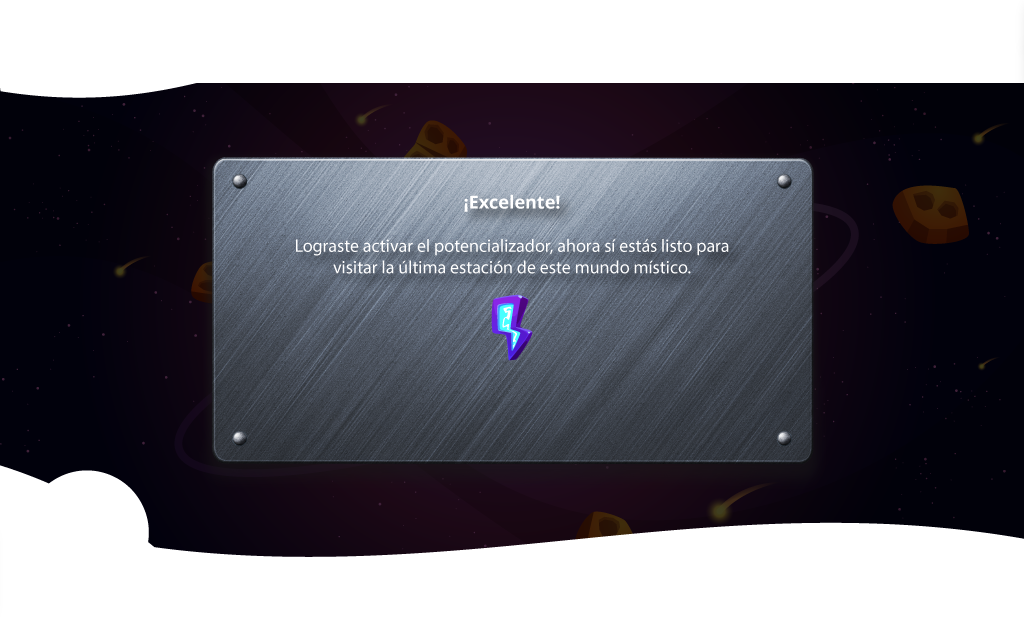 ¡Excelente!
Lograste activar el potencializador, ahora sí estás listo para
visitar la última estación de este mundo místico.